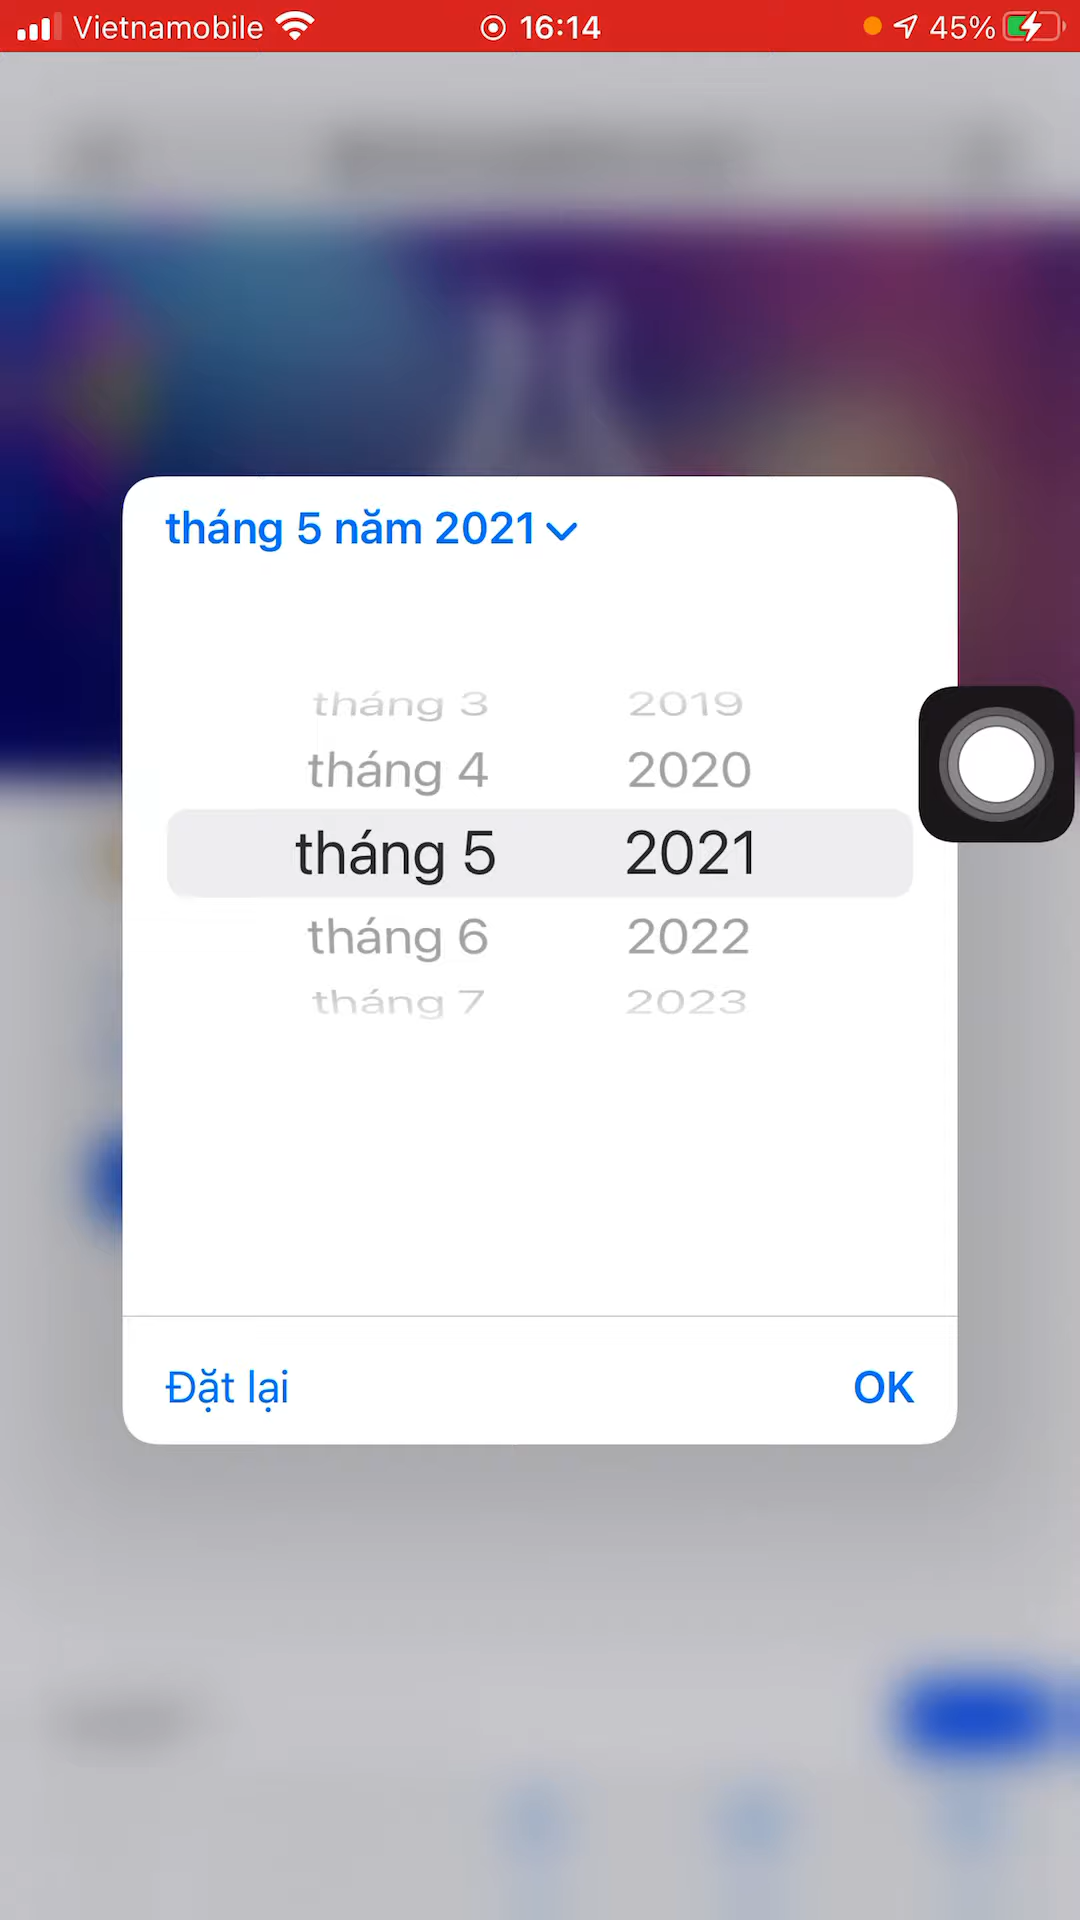 Vietnamobile 16:14 45%
tháng 5 năm 2021
tháng 3 2019
tháng 4 2020
tháng 5 2021
tháng 6 2022
tháng 7 2023
Đặt lại OK